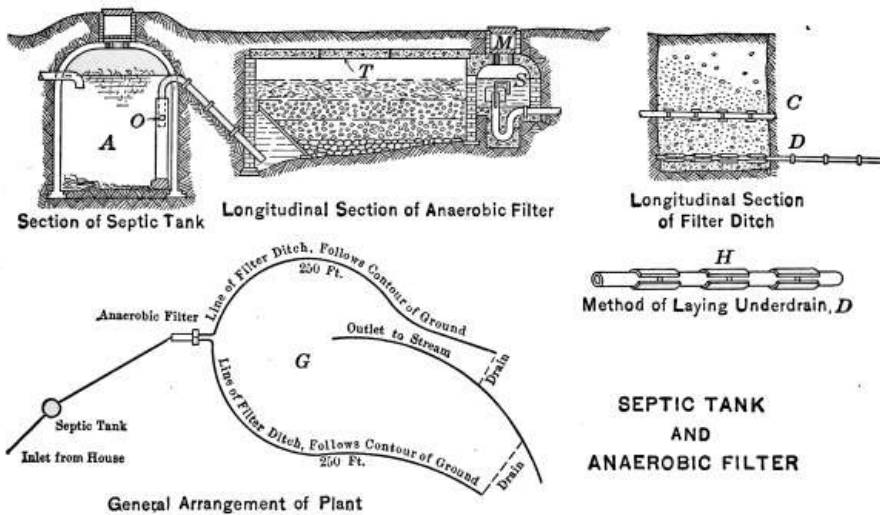 M
T
S
O
A
C
D
Section of Septic Tank
Longitudinal Section of Anaerobic Filter
Longitudinal Section
of Filter Ditch
H
Method of Laying Underdrain, D
Line of Filter Ditch, Follows Contour of Ground
250 Ft.
Anaerobic Filter
Outlet to Stream
Drain
G
Line of Filter Ditch, Follows Contour of Ground
250 Ft.
Drain
Septic Tank
Inlet from House
General Arrangement of Plant
SEPTIC TANK
AND
ANAEROBIC FILTER